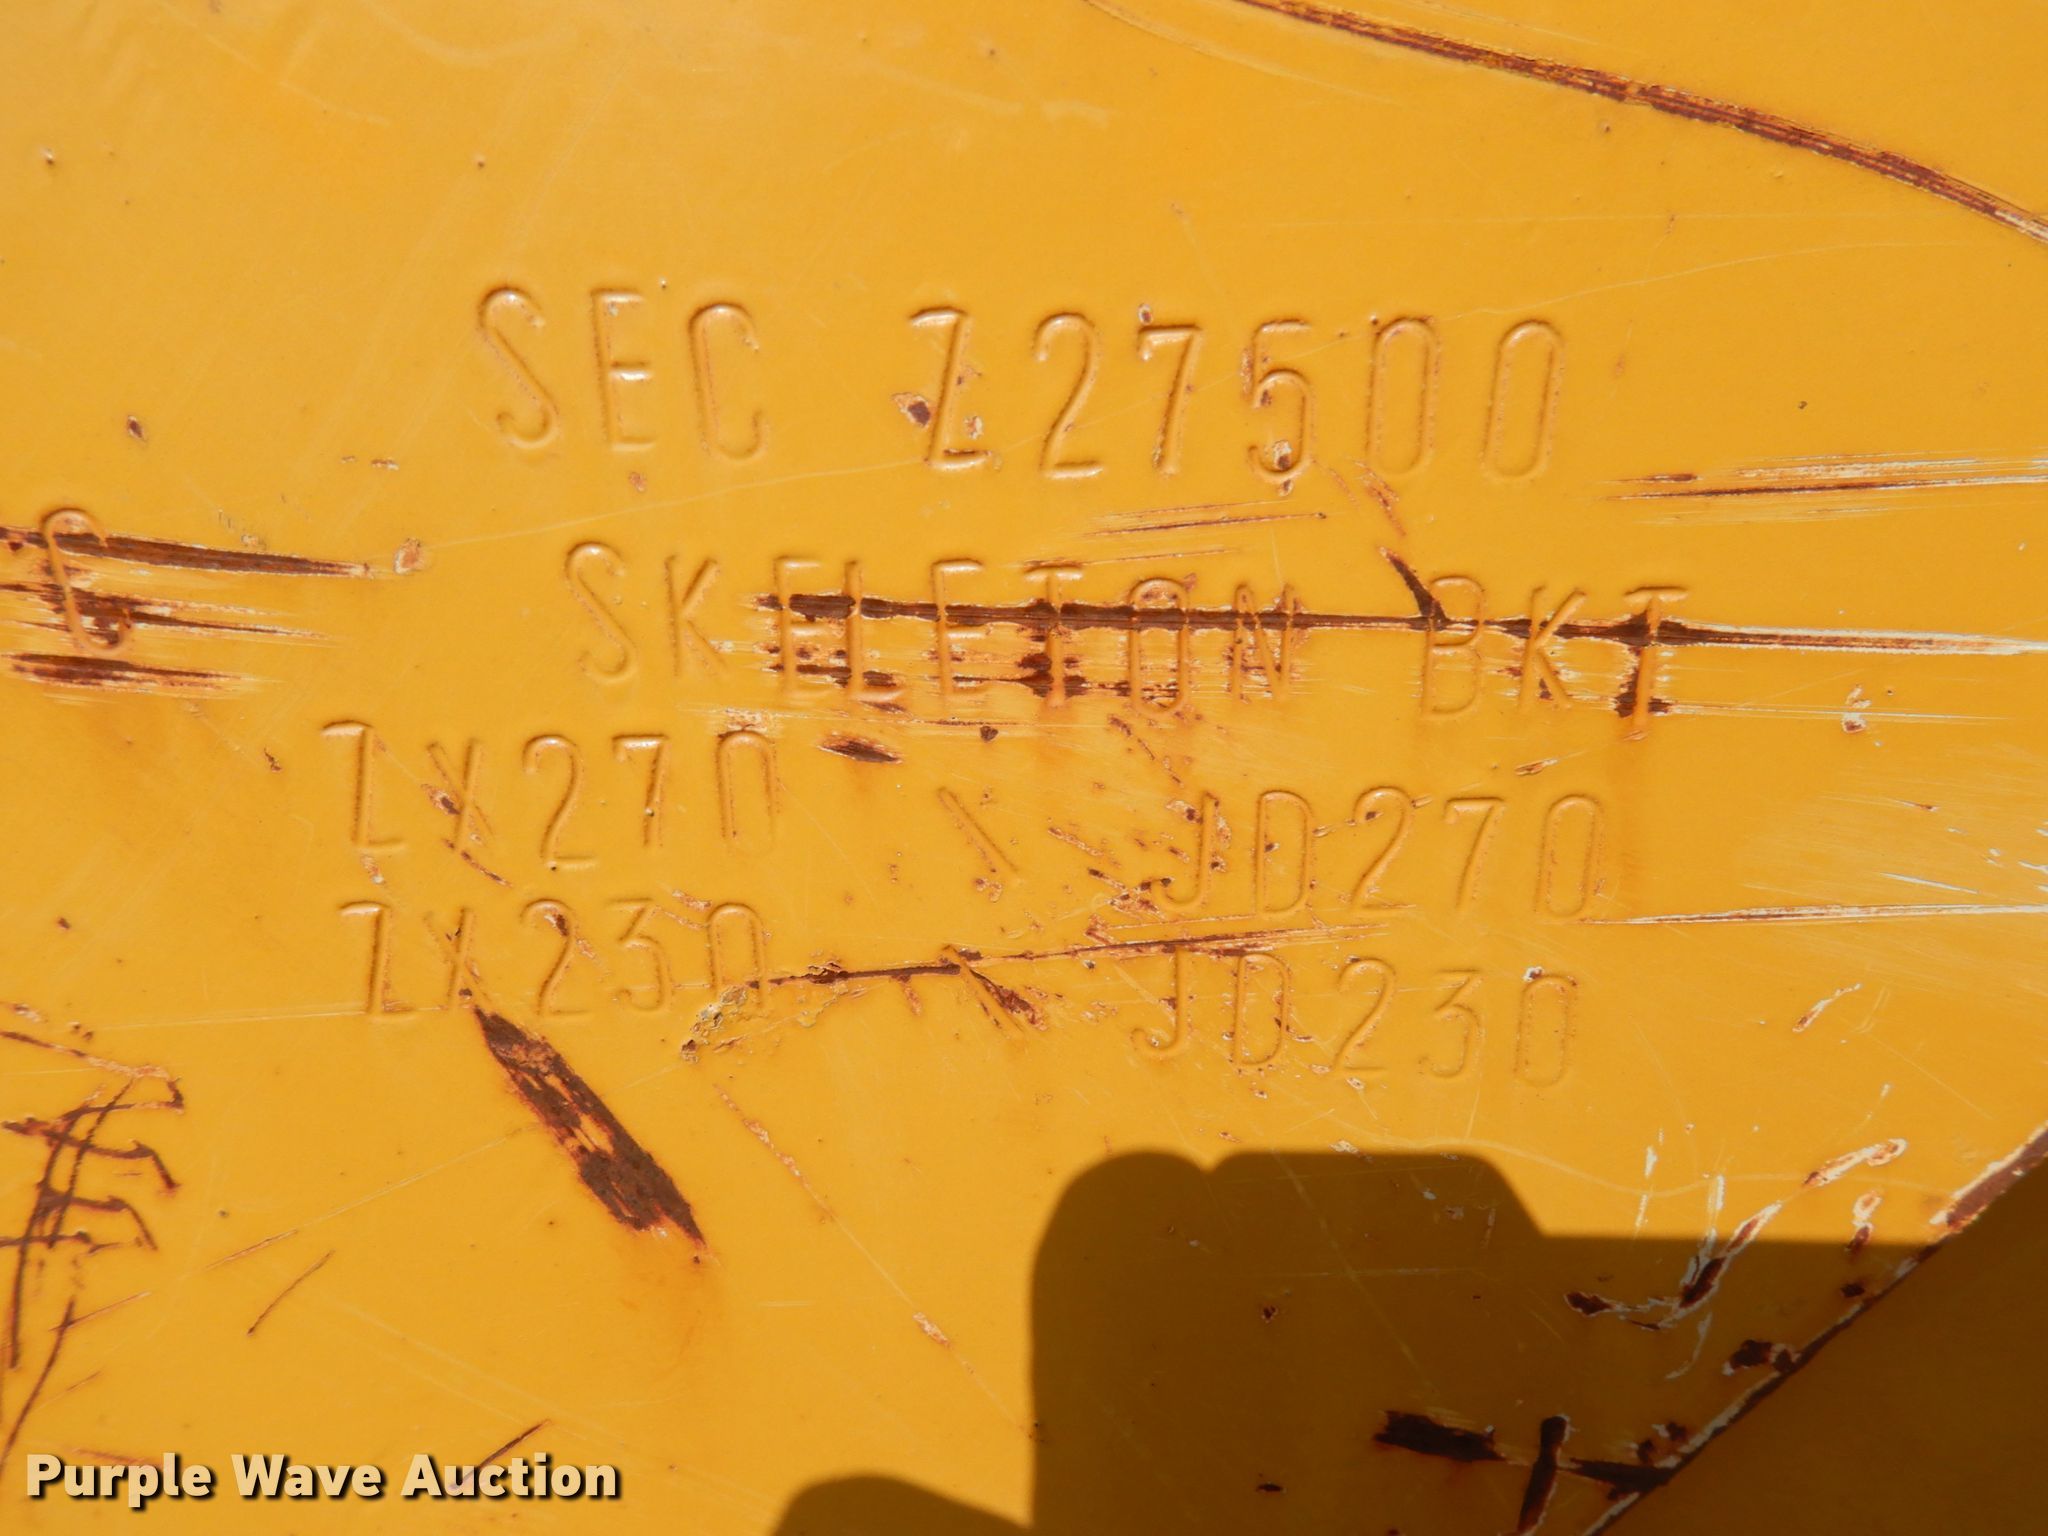 SEC Z27500
S SKELETON BKT
ZX270 \ JD270
ZX230 \ JD230
Purple Wave Auction